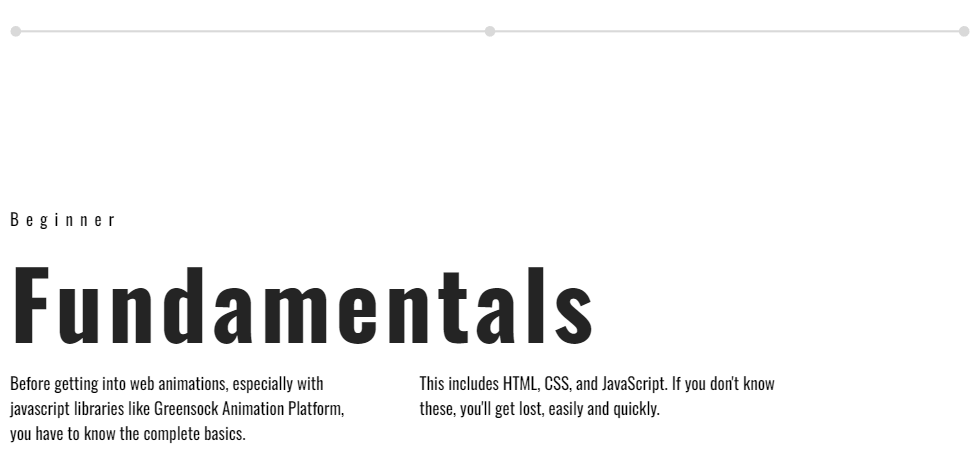 Beginner
Fundamentals
Before getting into web animations, especially with
javascript libraries like Greensock Animation Platform,
you have to know the complete basics.
This includes HTML, CSS, and JavaScript. If you don't know
these, you'll get lost, easily and quickly.